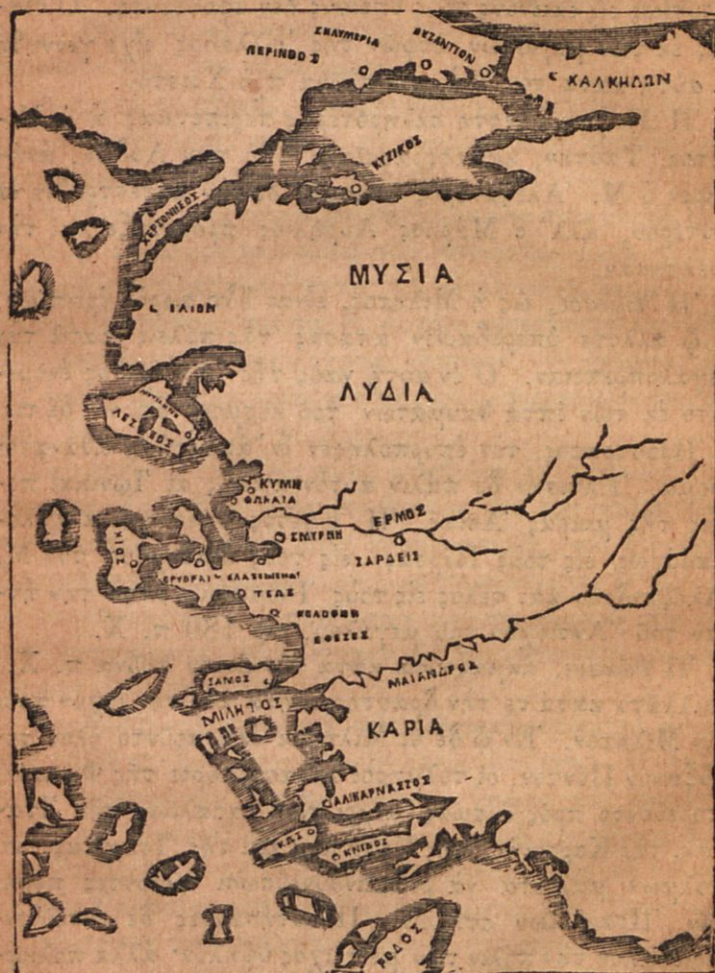 ΣΗΛΥΜΒΡΙΑ
ΒΥΖΑΝΤΙΟΝ
ΠΕΡΙΝΘΟΣ
ΚΑΛΚΗΔΩΝ
ΚΥΖΙΚΟΣ
ΧΕΡΣΟΝΗΣΟΣ
ΜΥΣΙΑ
ΙΛΙΟΝ
ΛΥΔΙΑ
ΛΕΣΒΟΣ
ΚΥΜΗ
ΦΩΚΑΙΑ
ΕΡΜΟΣ
ΣΜΥΡΝΗ
ΣΑΡΔΕΙΣ
ΧΙΟΣ
ΕΡΥΘΡΑΙ
ΚΛΑΖΟΜΕΝΑΙ
ΤΕΩΣ
ΚΟΛΟΦΩΝ
ΕΦΕΣΕΣ
ΣΑΜΟΣ
ΜΑΙΑΝΔΡΟΣ
ΜΙΛΗΤΟΣ
ΚΑΡΙΑ
ΑΛΙΚΑΡΝΑΣΣΟΣ
ΚΩΣ
ΚΝΙΔΟΣ
ΡΟΔΟΣ